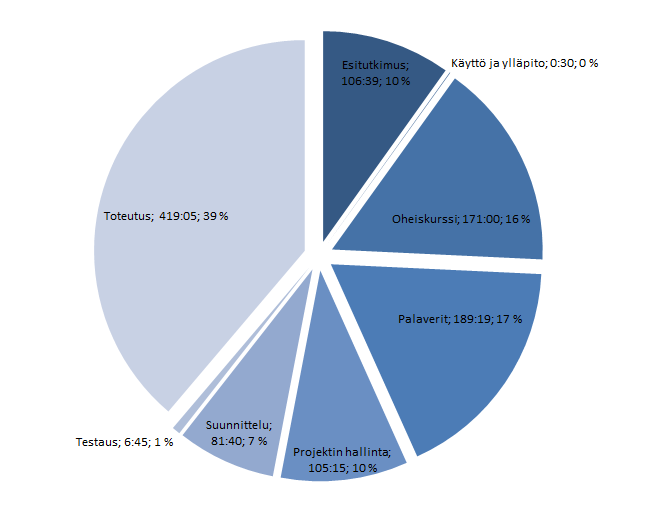 Esitutkimus;
106:39; 10 %
Käyttö ja ylläpito; 0:30; 0 %
Oheiskurssi; 171:00; 16 %
Palaverit; 189:19; 17 %
Projektin hallinta;
105:15; 10 %
Suunnittelu;
81:40; 7 %
Testaus; 6:45; 1 %
Toteutus;  419:05; 39 %